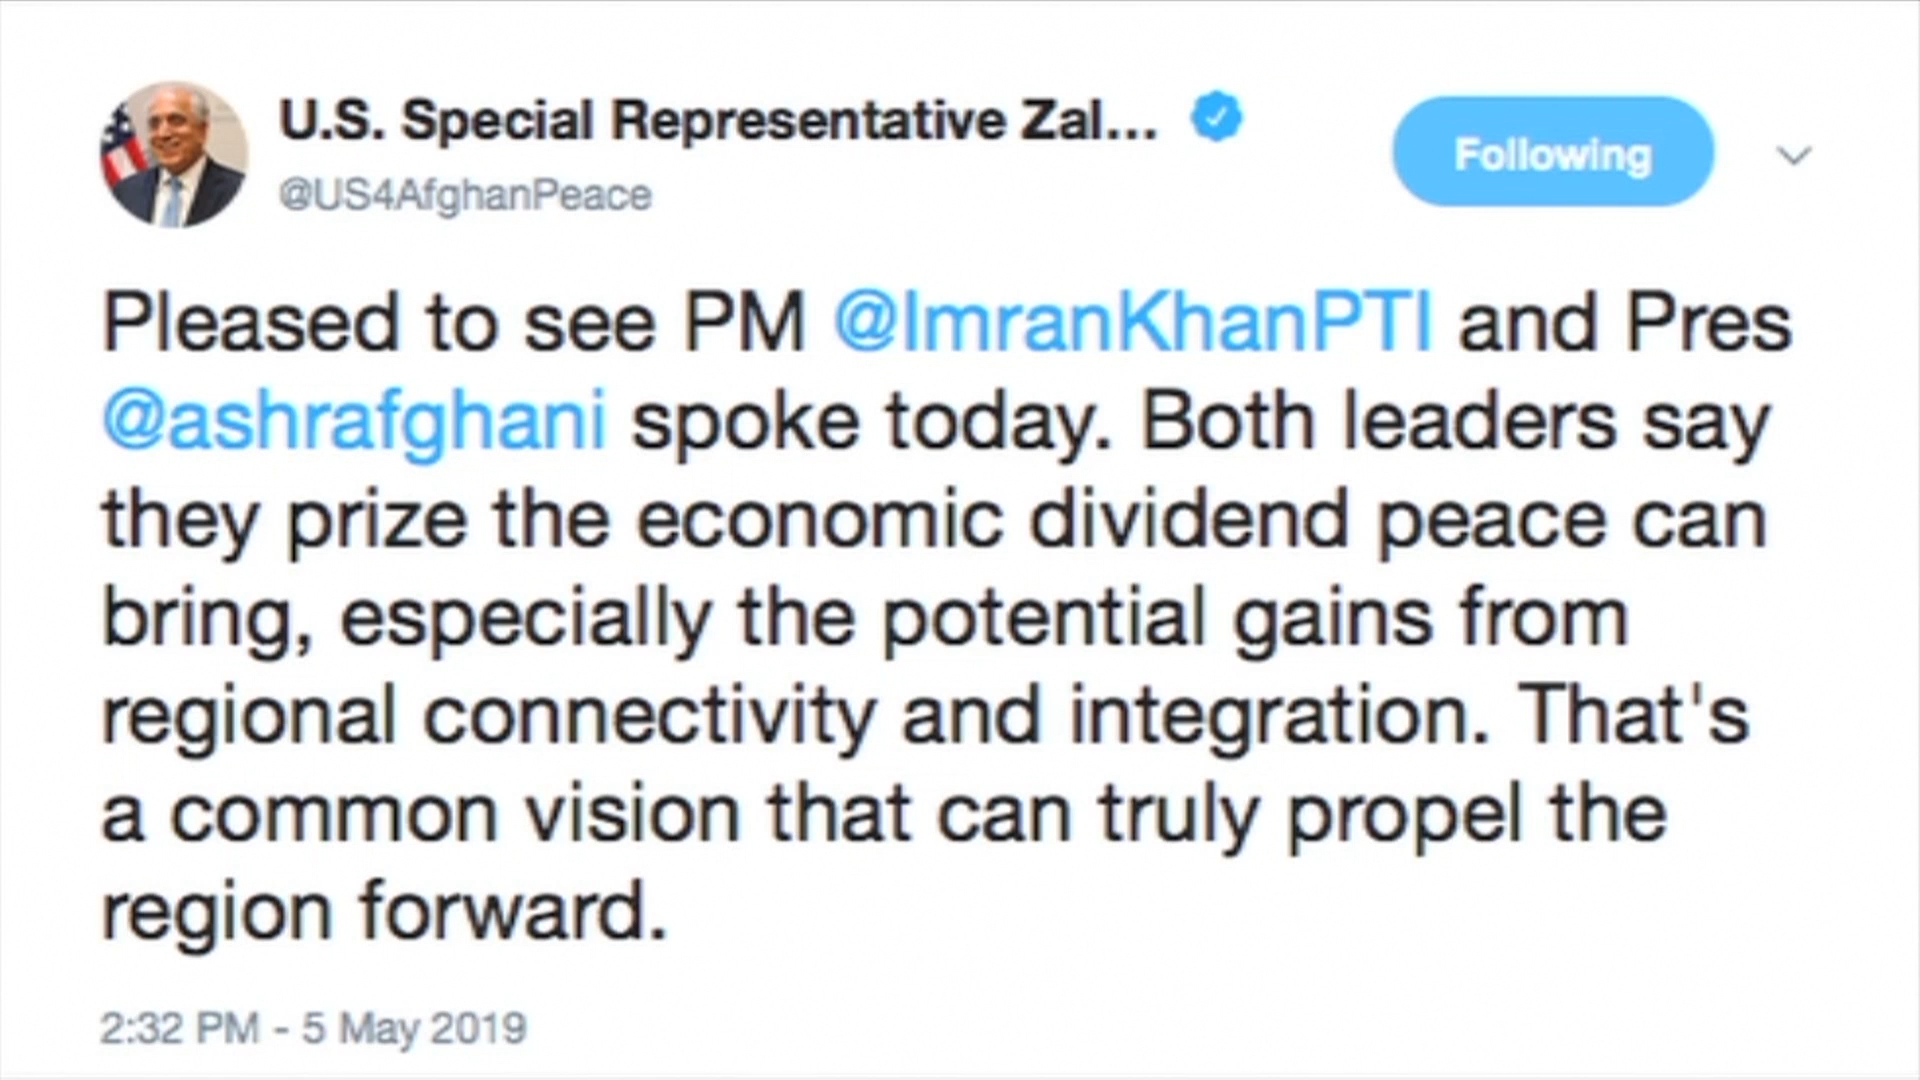 U.S. Special Representative Zal...
@US4AfghanPeace
Following
Pleased to see PM @ImranKhanPTI and Pres
@ashrafghani spoke today. Both leaders say
they prize the economic dividend peace can
bring, especially the potential gains from
regional connectivity and integration. That's
a common vision that can truly propel the
region forward.
2:32 PM - 5 May 2019